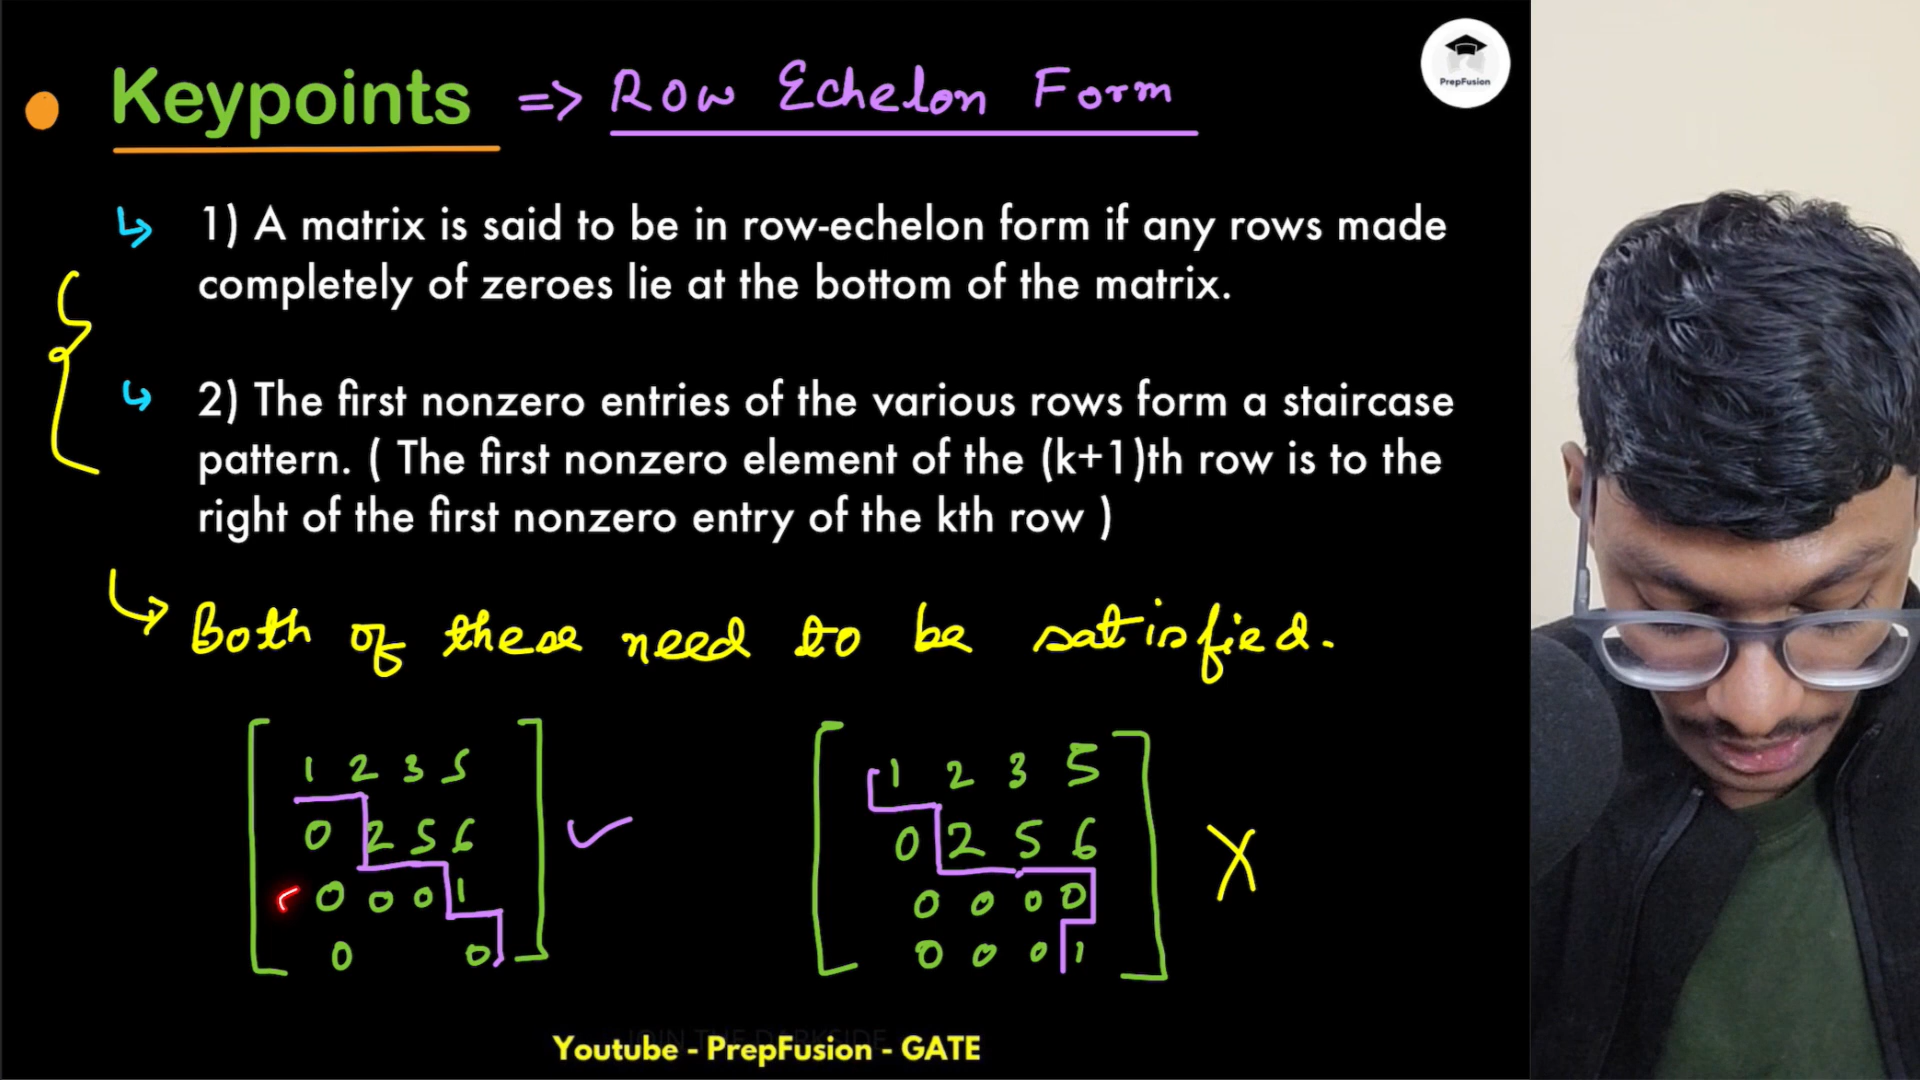 PrepFusion
Keypoints => Row Echelon Form
1) A matrix is said to be in row-echelon form if any rows made
completely of zeroes lie at the bottom of the matrix.
2) The first nonzero entries of the various rows form a staircase
pattern. ( The first nonzero element of the (k+1)th row is to the
right of the first nonzero entry of the kth row )
Both of these need to be satisfied.
1 2 3 5
0 2 5 6
0 0 0 1
0 0
1 2 3 5
0 2 5 6
0 0 0 0
0 0 0 1
X
JOIN THE DARKSIDE
Youtube - PrepFusion - GATE